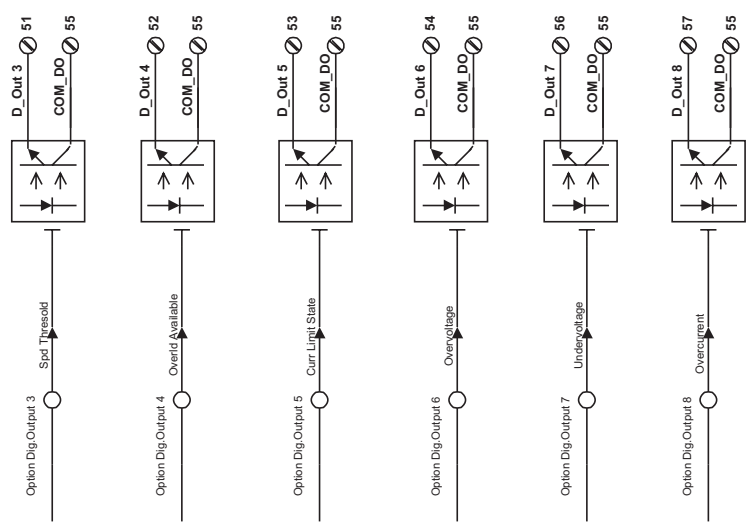 51
55
D_Out 3
COM_DO
Spd Thresold
Option Dig.Output 3
52
55
D_Out 4
COM_DO
Overld Available
Option Dig.Output 4
53
55
D_Out 5
COM_DO
Curr Limit State
Option Dig.Output 5
54
55
D_Out 6
COM_DO
Overvoltage
Option Dig.Output 6
56
55
D_Out 7
COM_DO
Undervoltage
Option Dig.Output 7
57
55
D_Out 8
COM_DO
Overcurrent
Option Dig.Output 8